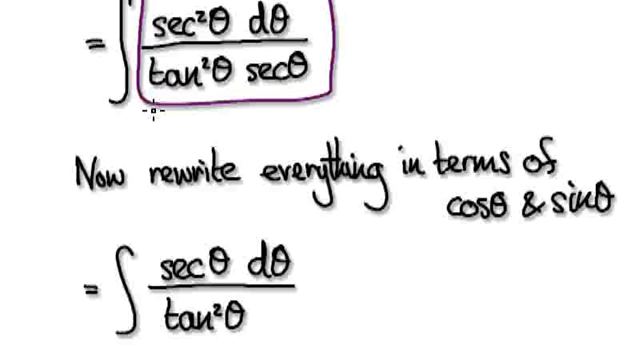 = ∫ sec²θ dθ
tan²θ secθ
Now rewrite everything in terms of
cosθ & sinθ
= ∫ secθ dθ
tan²θ